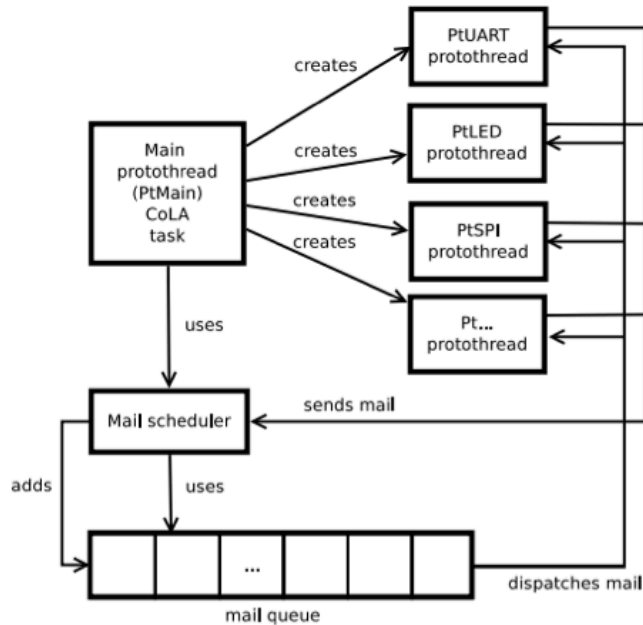 PtUART
protothread
creates
PtLED
protothread
Main
protothread
(PtMain)
CoLA
task
creates
creates
PtSPI
protothread
creates
Pt...
protothread
uses
sends mail
Mail scheduler
adds
uses
...
dispatches mail
mail queue